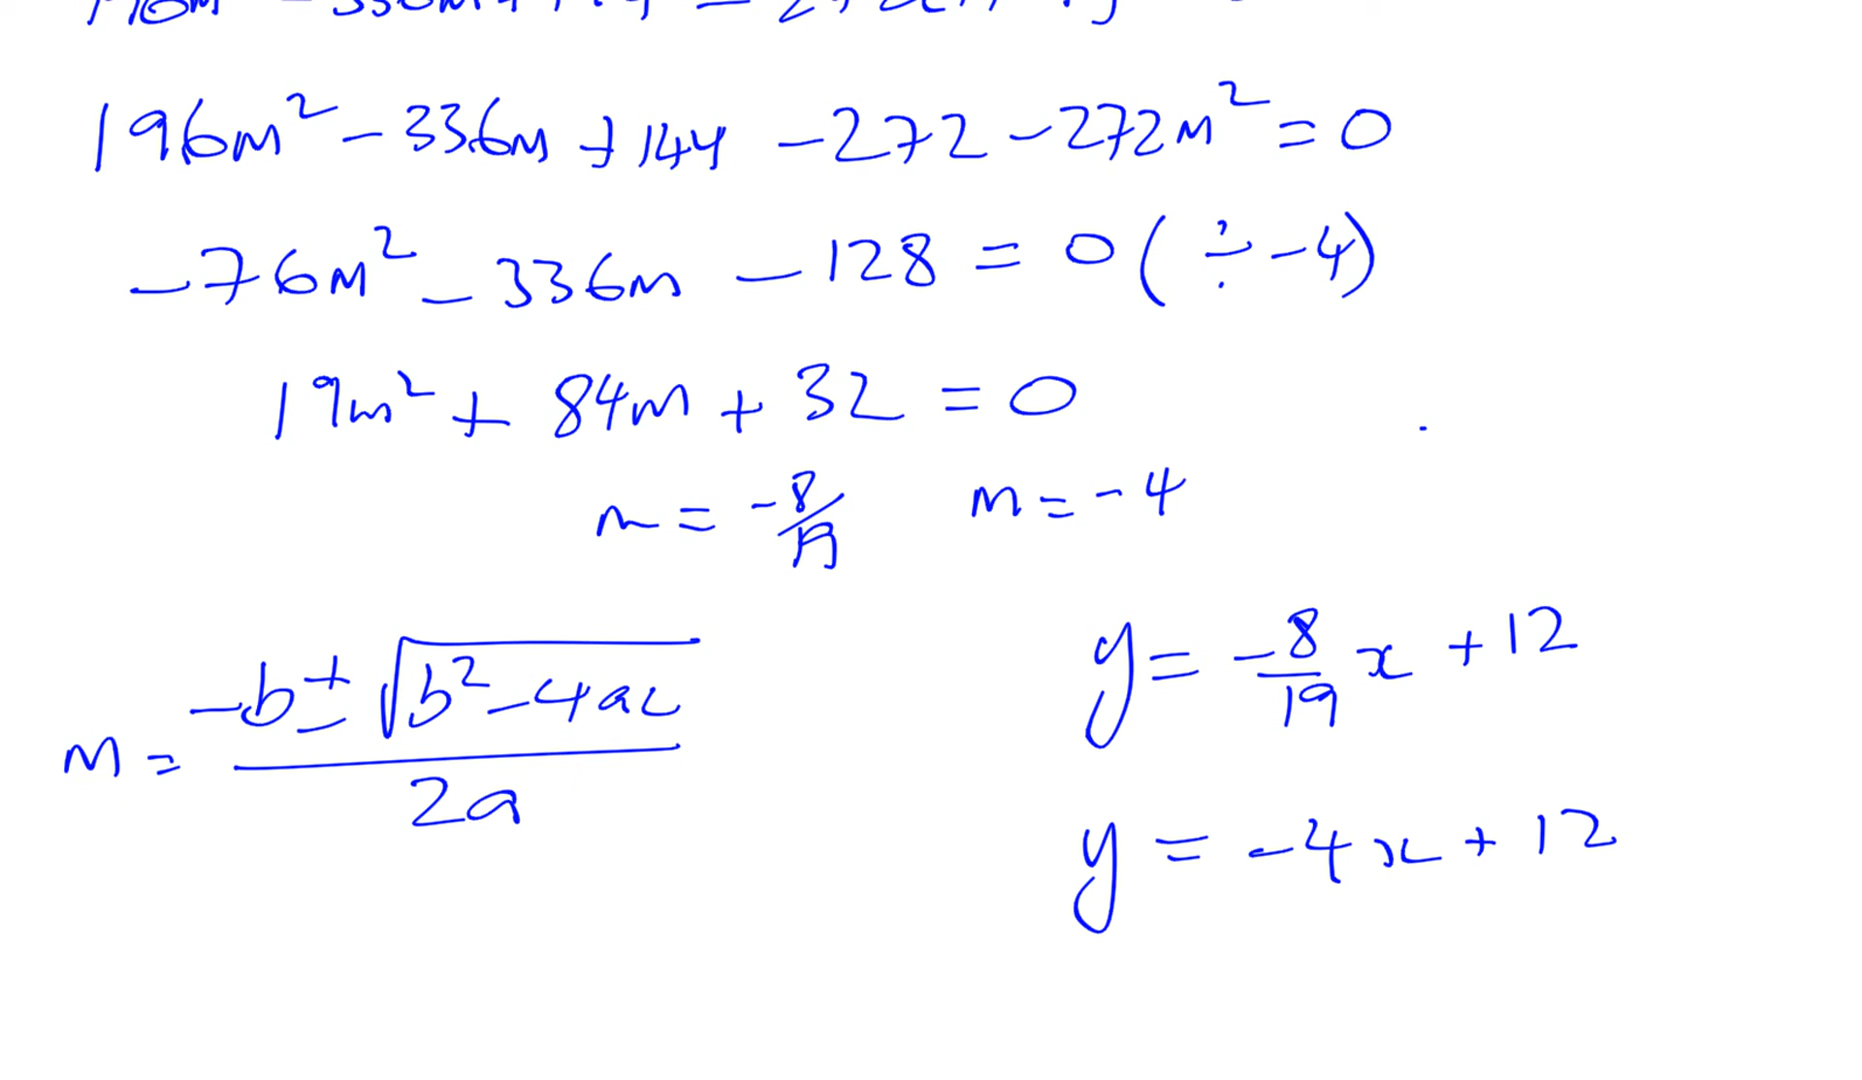 196m² - 336m + 144 - 272 - 272m² = 0
-76m² - 336m - 128 = 0 (÷ -4)
19m² + 84m + 32 = 0
m = -8/19 m = -4
m = (-b ± √(b² - 4ac))/2a
y = -8/19 x + 12
y = -4x + 12